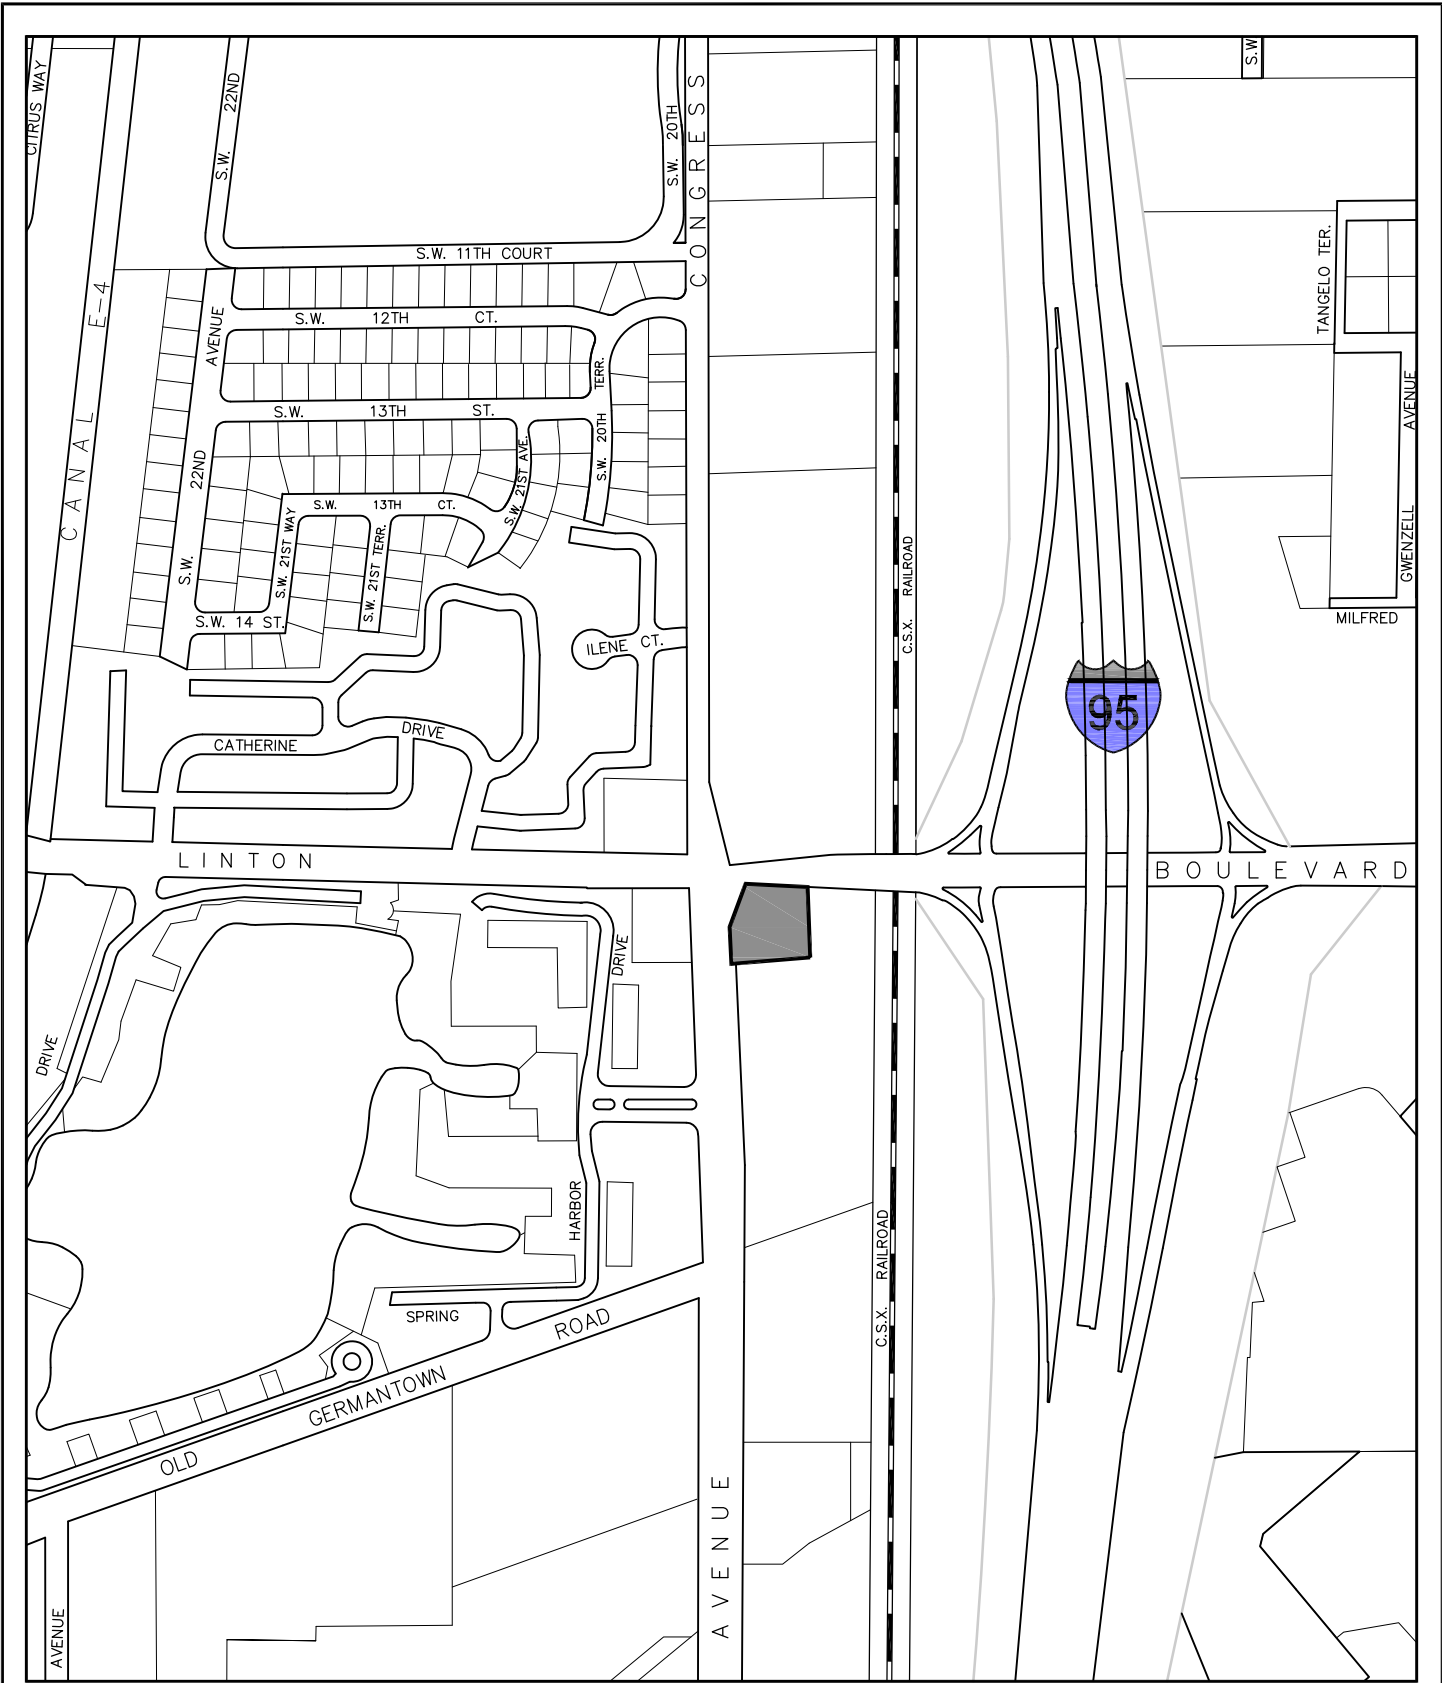 CITRUS WAY
S.W. 22ND
S.W. 20TH
CONGRESS
S.W.
S.W. 11TH COURT
CANAL E-4
AVENUE
S.W. 12TH CT.
TERR.
TANGELO TER.
S.W. 13TH ST.
AVENUE
S.W. 22ND
S.W. 20TH
S.W. 21ST AVE.
S.W. 13TH CT.
S.W. 21ST WAY
S.W. 21ST TERR.
C.S.X. RAILROAD
GWENZELL
MILFRED
S.W. 14 ST.
ILENE CT.
95
CATHERINE DRIVE
LINTON BOULEVARD
DRIVE
DRIVE
HARBOR
C.S.X. RAILROAD
SPRING
OLD GERMANTOWN ROAD
AVENUE
AVENUE